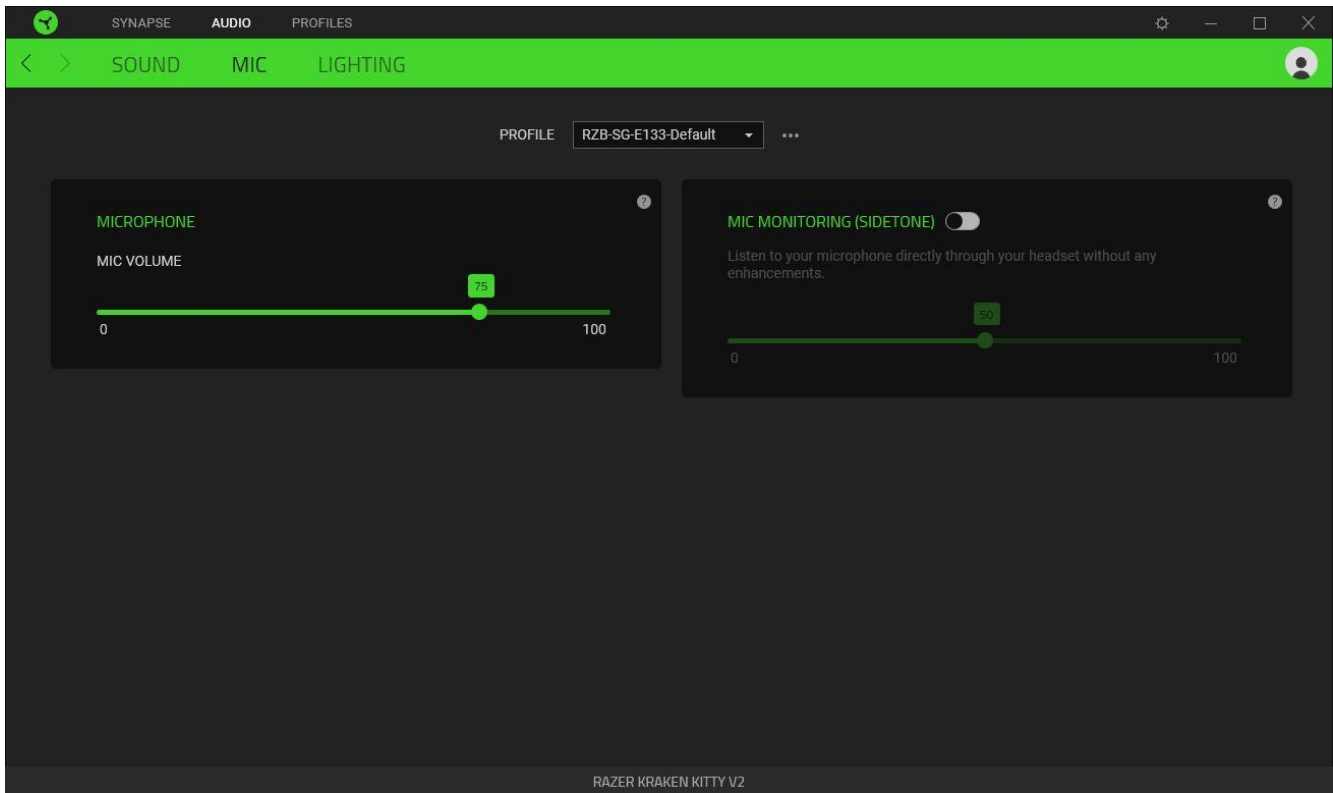 SYNAPSE AUDIO PROFILES
SOUND MIC LIGHTING
PROFILE RZB-SG-E133-Default
MICROPHONE
MIC VOLUME
75
0 100
MIC MONITORING (SIDETONE)
Listen to your microphone directly through your headset without any
enhancements.
50
0 100
RAZER KRAKEN KITTY V2